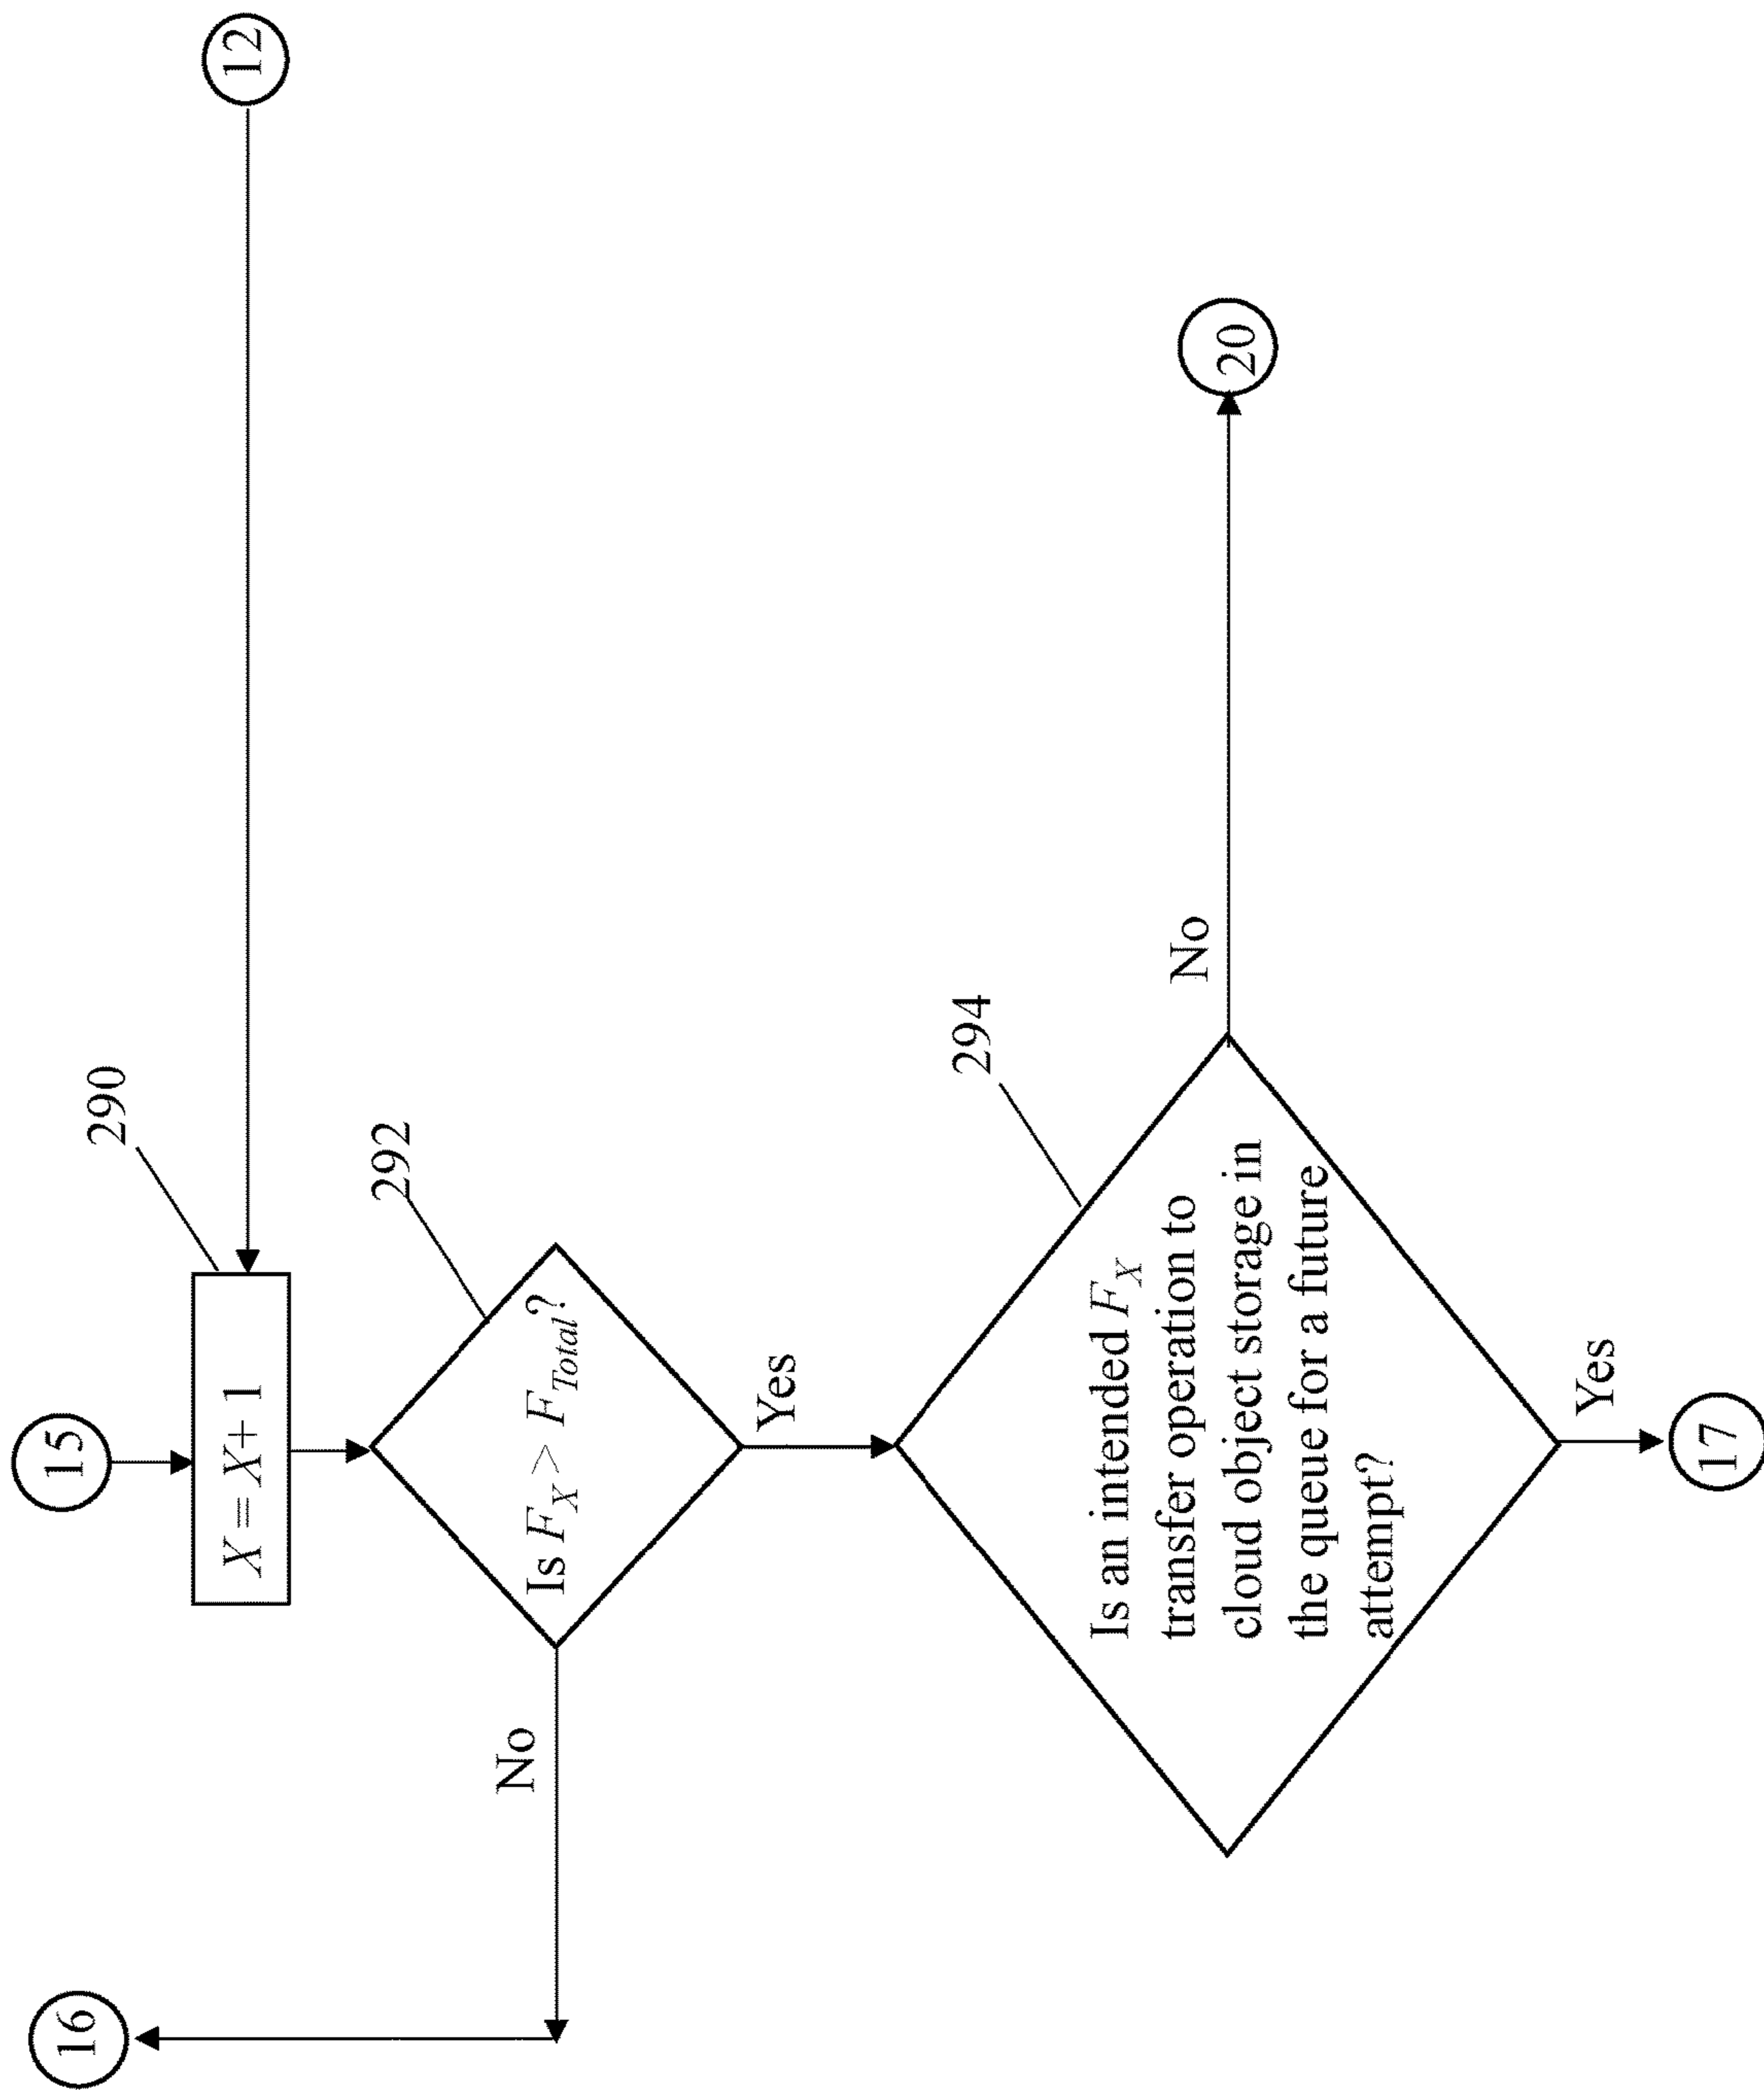 15
12
290
X = X + 1
292
Is F_X > F_Total?
No
16
Yes
294
Is an intended F_X
transfer operation to
cloud object storage in
the queue for a future
attempt?
No
20
Yes
17